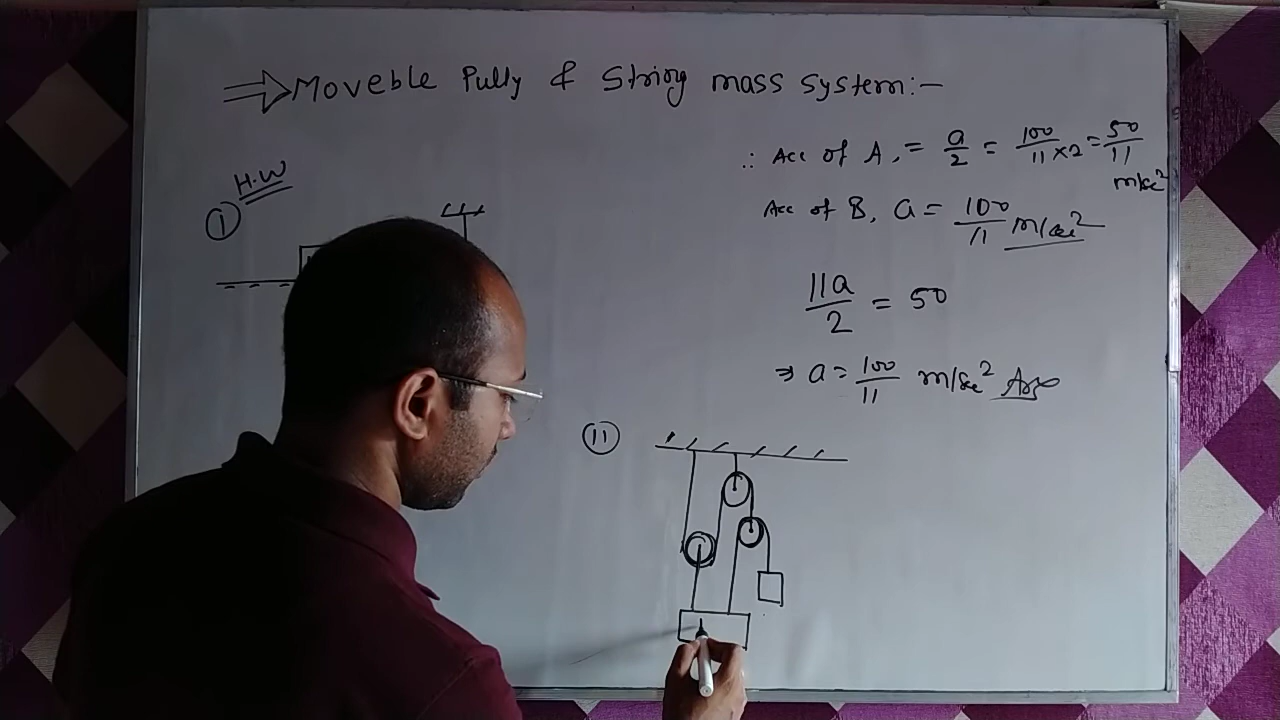 ⇒ Moveble Pully & String mass system:-
∴ Acc of A, = a/2 = 100/11×2 = 50/11 m/sec²
H.W
①
Acc of B, a = 100/11 m/sec²
11a/2 = 50
⇒ a = 100/11 m/sec² Ans
⑪